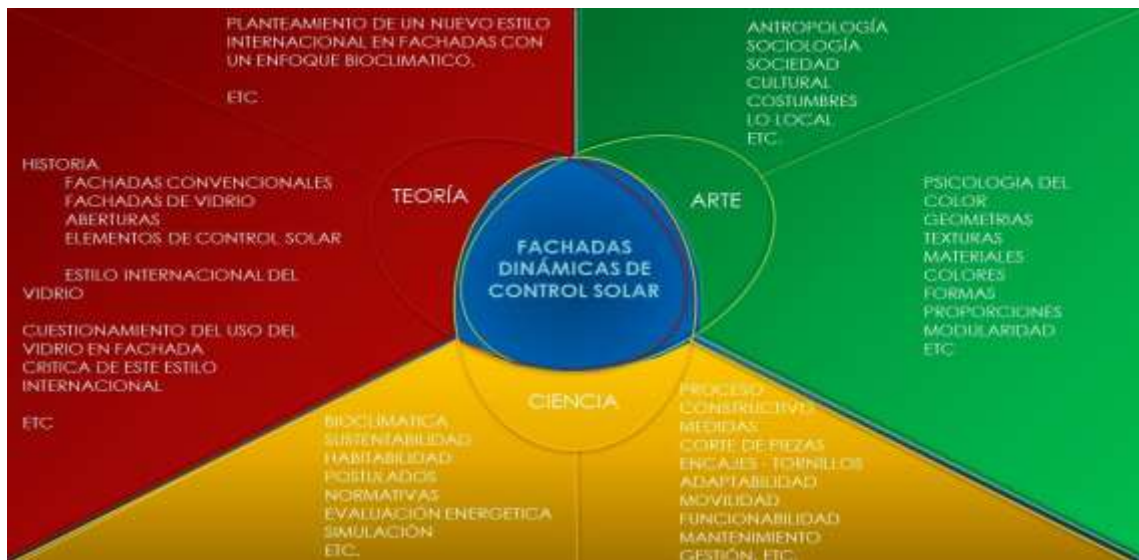 PLANTEAMIENTO DE UN NUEVO ESTILO
INTERNACIONAL EN FACHADAS CON
UN ENFOQUE BIOCLIMATICO.
ETC
HISTORIA
FACHADAS CONVENCIONALES
FACHADAS DE VIDRIO
ABERTURAS
ELEMENTOS DE CONTROL SOLAR
ESTILO INTERNACIONAL DEL
VIDRIO
CUESTIONAMIENTO DEL USO DEL
VIDRIO EN FACHADA
CRITICA DE ESTE ESTILO
INTERNACIONAL
ETC
TEORÍA
FACHADAS
DINÁMICAS DE
CONTROL SOLAR
ARTE
ANTROPOLOGÍA
SOCIOLOGÍA
SOCIEDAD
CULTURAL
COSTUMBRES
LO LOCAL
ETC.
PSICOLOGIA DEL
COLOR
GEOMETRIAS
TEXTURAS
MATERIALES
COLORES
FORMAS
PROPORCIONES
MODULARIDAD
ETC
CIENCIA
BIOCLIMATICA
SUSTENTABILIDAD
HABITABILIDAD
POSTULADOS
NORMATIVAS
EVALUACIÓN ENERGETICA
SIMULACIÓN
ETC.
PROCESO
CONSTRUCTIVO
MEDIDAS
CORTE DE PIEZAS
ENCAJES - TORNILLOS
ADAPTABILIDAD
MOVILIDAD
FUNCIONABILIDAD
MANTENIMIENTO
GESTIÓN, ETC.